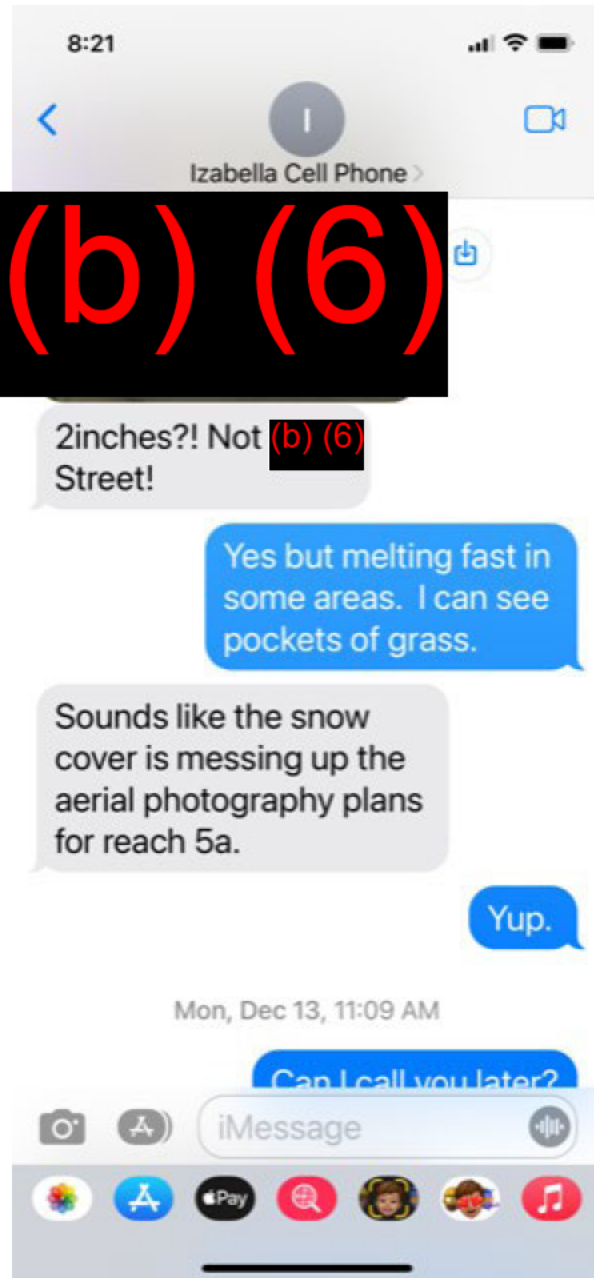 8:21
I
Izabella Cell Phone
(b) (6)
2inches?! Not (b) (6)
Street!
Yes but melting fast in
some areas.  I can see
pockets of grass.
Sounds like the snow
cover is messing up the
aerial photography plans
for reach 5a.
Yup.
Mon, Dec 13, 11:09 AM
Can I call you later?
iMessage
Pay